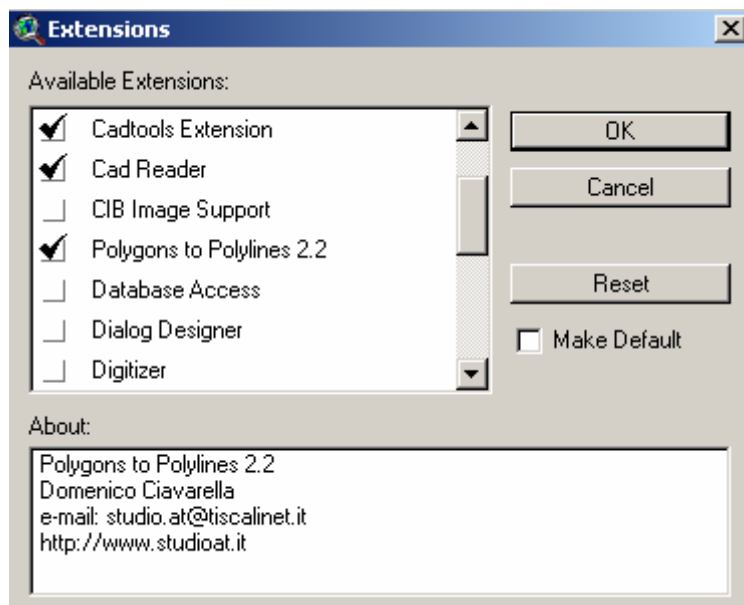 Extensions
Available Extensions:
Cadtools Extension
Cad Reader
CIB Image Support
Polygons to Polylines 2.2
Database Access
Dialog Designer
Digitizer
OK
Cancel
Reset
Make Default
About:
Polygons to Polylines 2.2
Domenico Ciavarella
e-mail: studio.at@tiscalinet.it
http://www.studioat.it